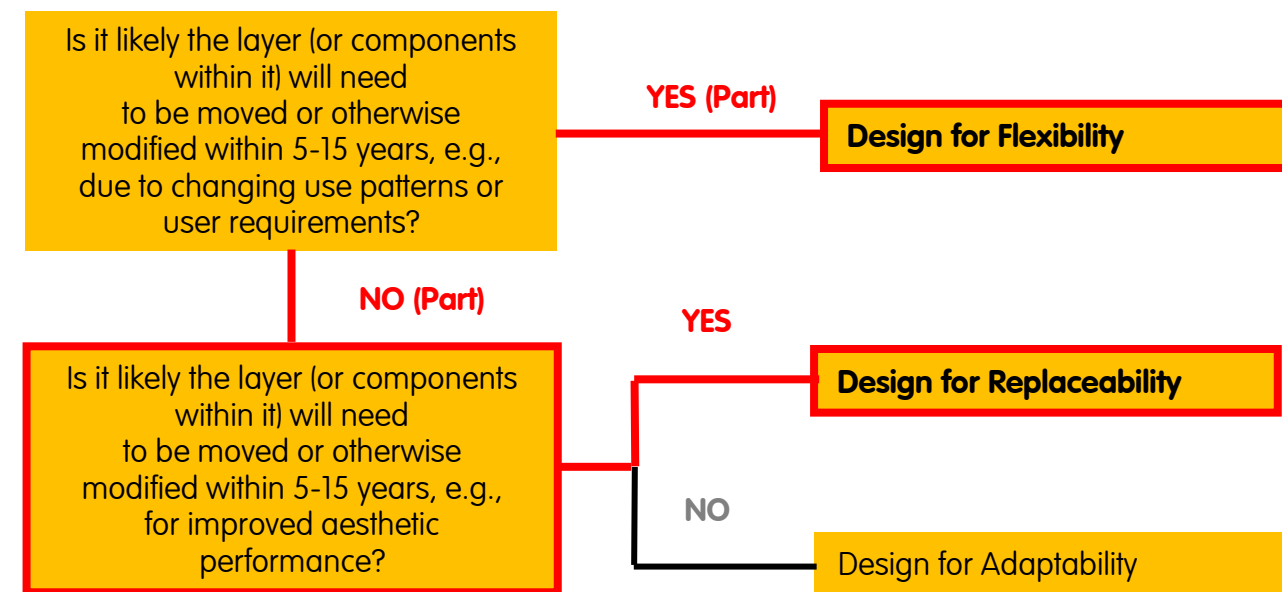 Is it likely the layer (or components
within it) will need
to be moved or otherwise
modified within 5-15 years, e.g.,
due to changing use patterns or
user requirements?
YES (Part)
Design for Flexibility
NO (Part)
Is it likely the layer (or components
within it) will need
to be moved or otherwise
modified within 5-15 years, e.g.,
for improved aesthetic
performance?
YES
Design for Replaceability
NO
Design for Adaptability